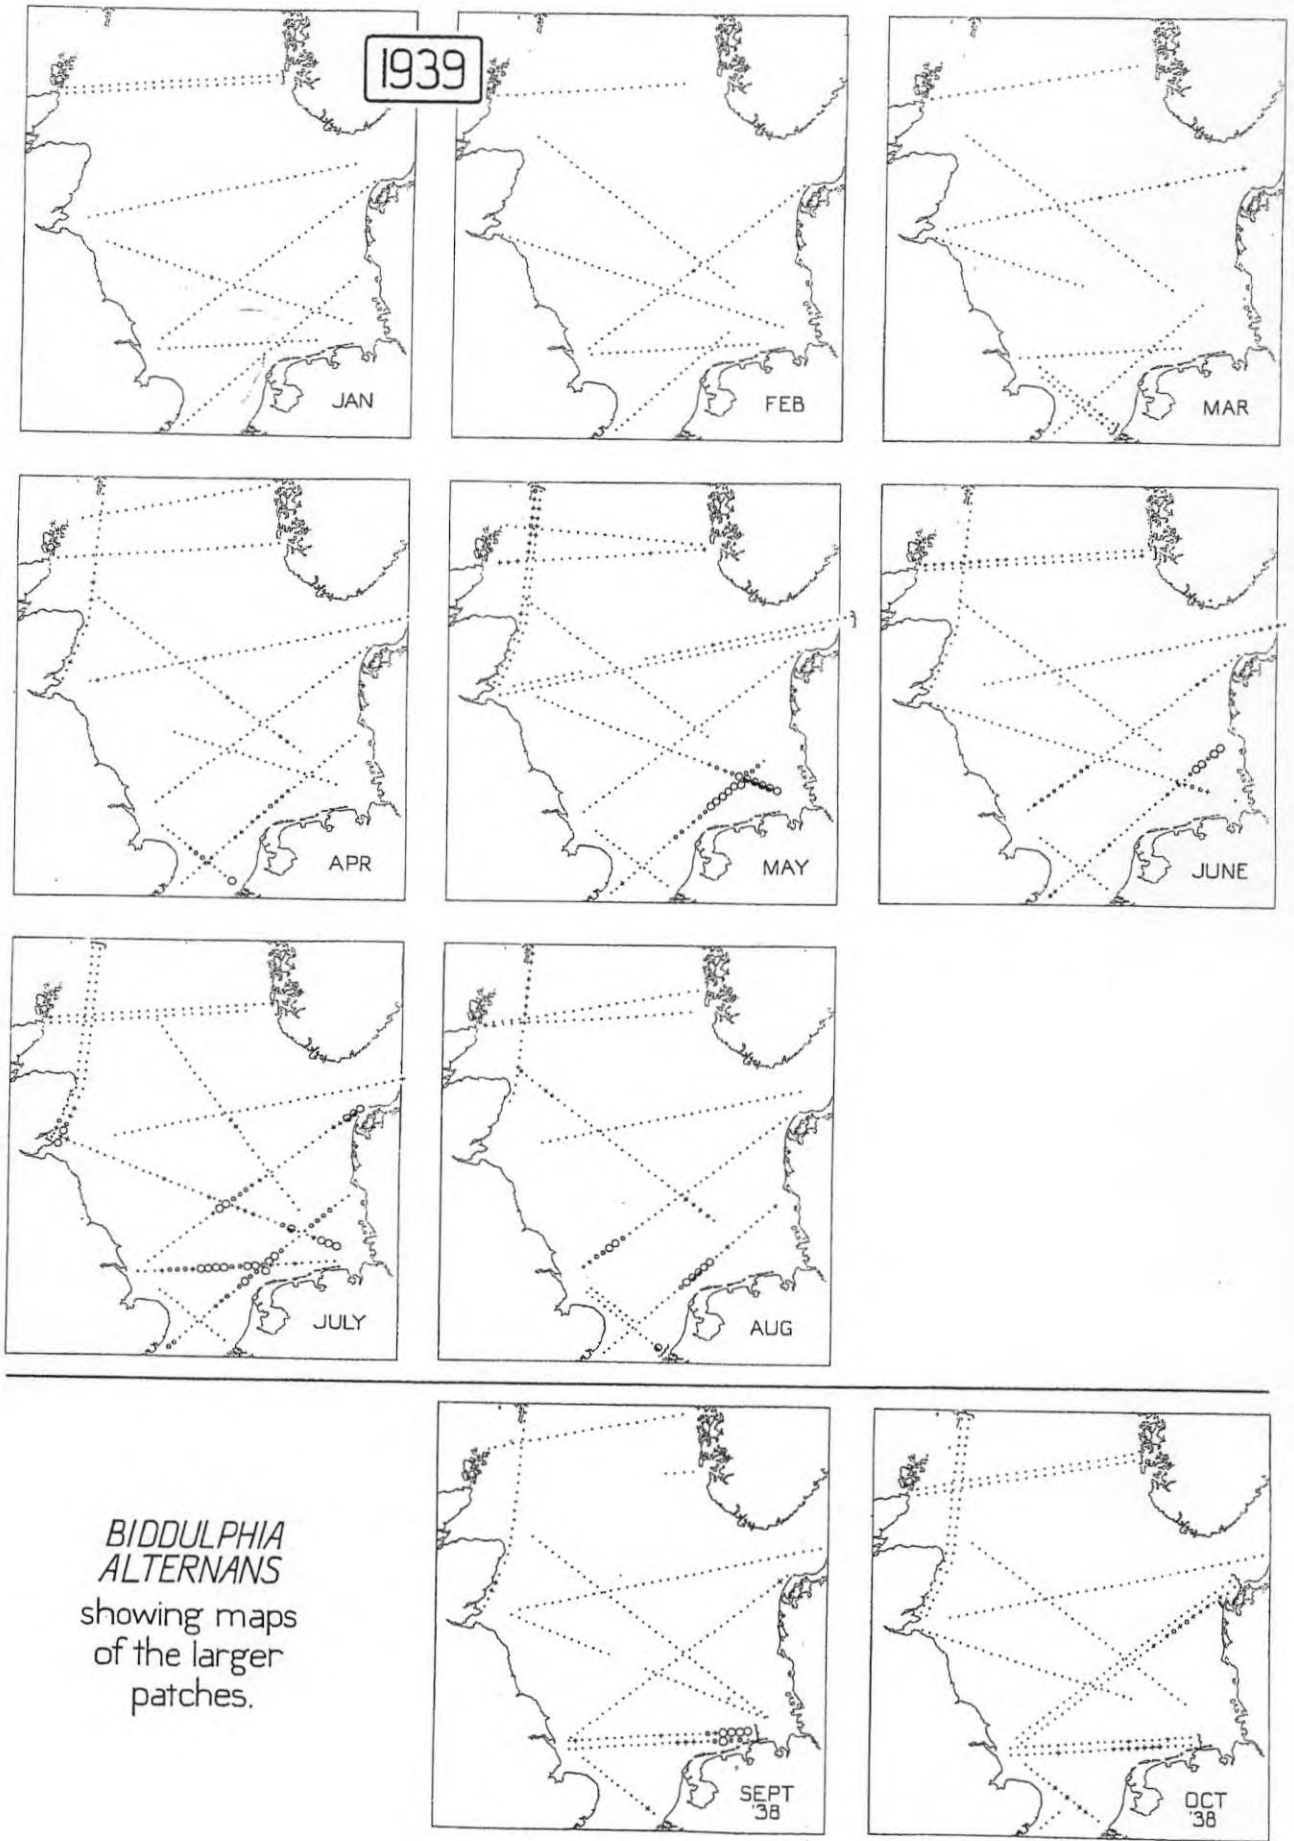 1939
JAN
FEB
MAR
APR
MAY
JUNE
JULY
AUG
BIDDULPHIA
ALTERNANS
showing maps
of the larger
patches.
SEPT
'38
OCT
'38